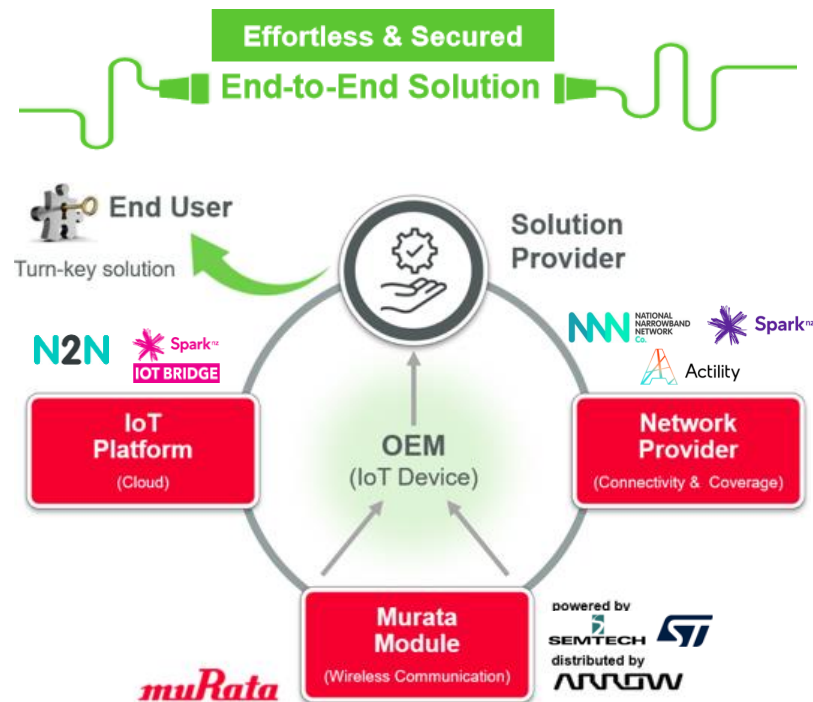 Effortless & Secured
End-to-End Solution
End User
Turn-key solution
Solution
Provider
N2N
Spark nz
IOT BRIDGE
NNN
NATIONAL
NARROWBAND
NETWORK
Co.
Spark nz
Actility
IoT
Platform
(Cloud)
OEM
(IoT Device)
Network
Provider
(Connectivity & Coverage)
Murata
Module
(Wireless Communication)
muRata
powered by
SEMTECH
ST
distributed by
ARROW